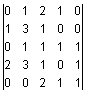 0 1 2 1 0
1 3 1 0 0
0 1 1 1 1
2 3 1 0 1
0 0 2 1 1